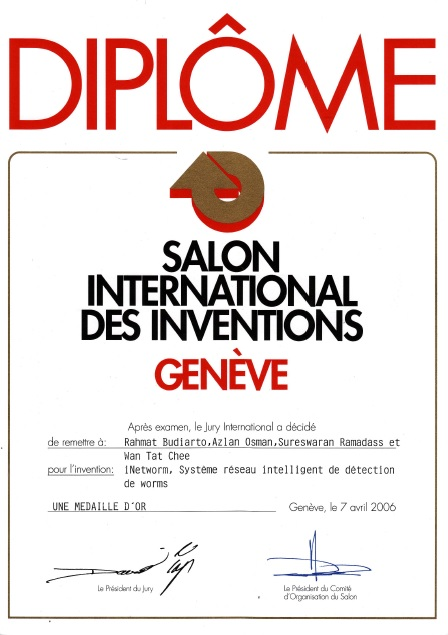 DIPLÔME
SALON
INTERNATIONAL
DES INVENTIONS
GENÈVE
Après examen, le Jury International a décidé
de remettre à: Rahmat Budiarto,Azlan Osman,Sureswaran Ramadass et
Wan Tat Chee
pour l'invention: iNetworm, Système réseau intelligent de détection
de worms
UNE MEDAILLE D'OR Genève, le 7 avril 2006
Le Président du Jury
Le Président du Comité
d'Organisation du Salon